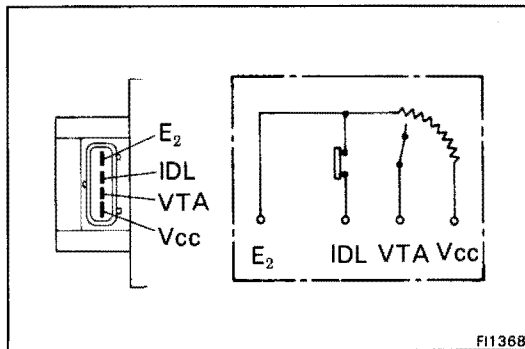 E₂
IDL
VTA
Vcc
E₂ IDL VTA Vcc
FI1368